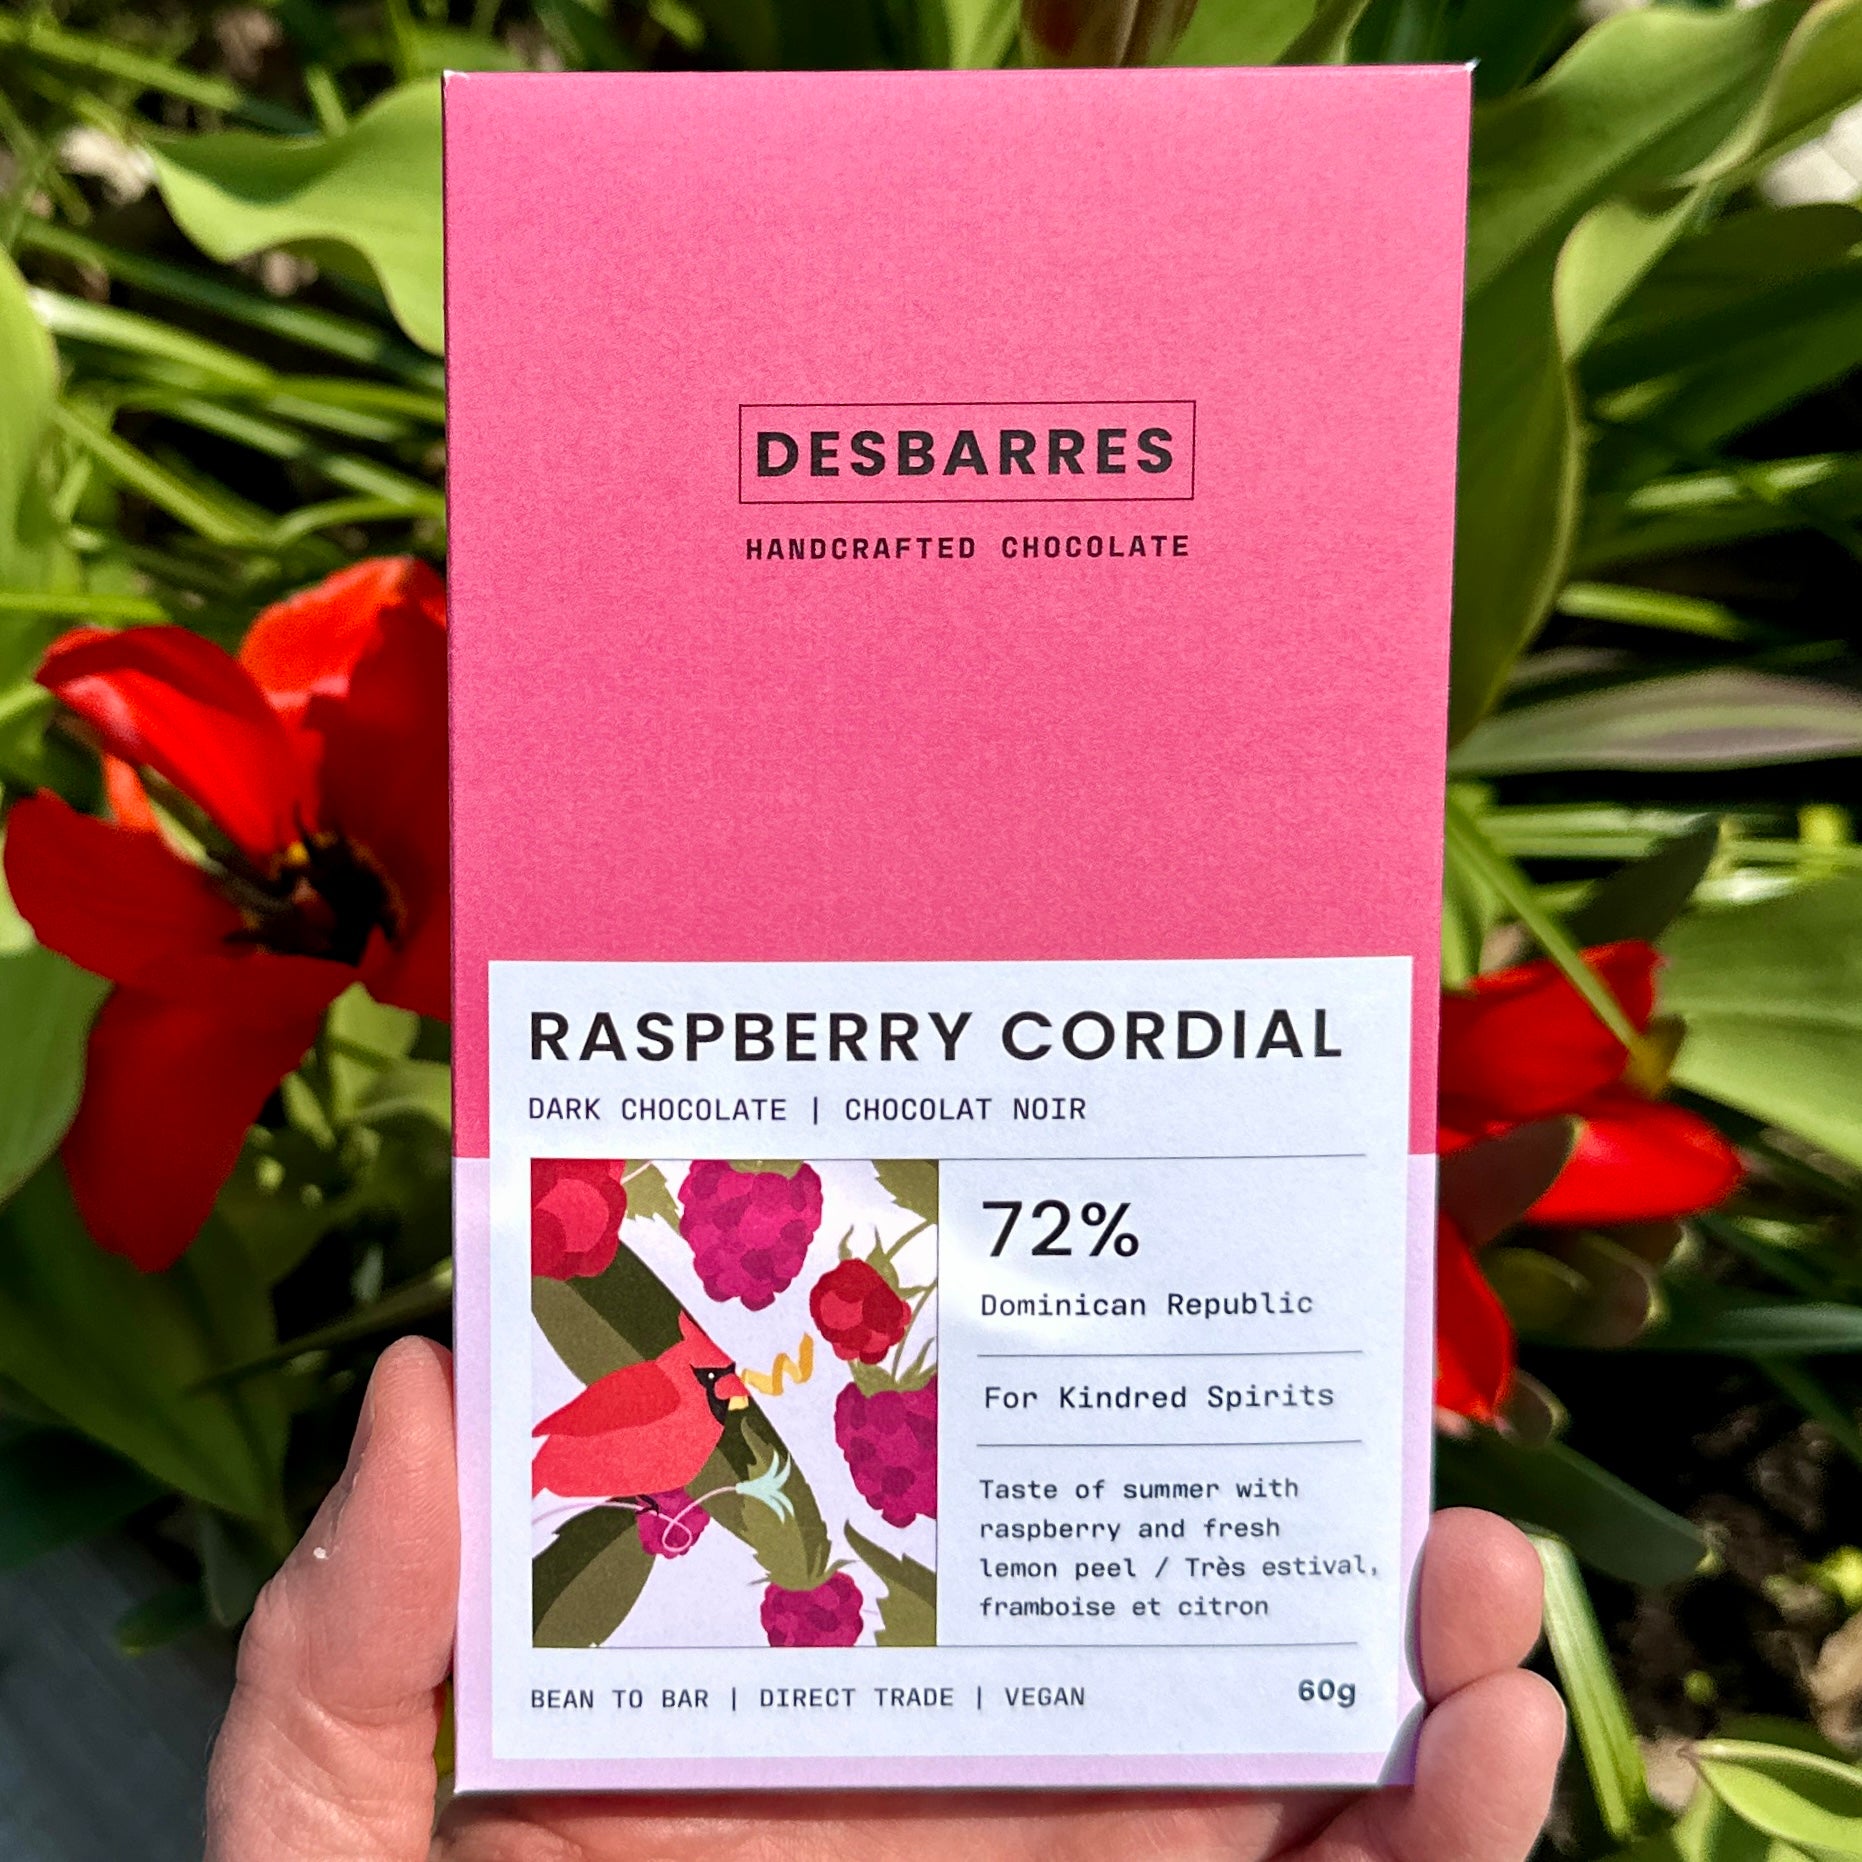 DESBARRES
HANDCRAFTED CHOCOLATE
RASPBERRY CORDIAL
DARK CHOCOLATE | CHOCOLAT NOIR
72%
Dominican Republic
For Kindred Spirits
Taste of summer with
raspberry and fresh
lemon peel / Très estival,
framboise et citron
BEAN TO BAR | DIRECT TRADE | VEGAN
60g